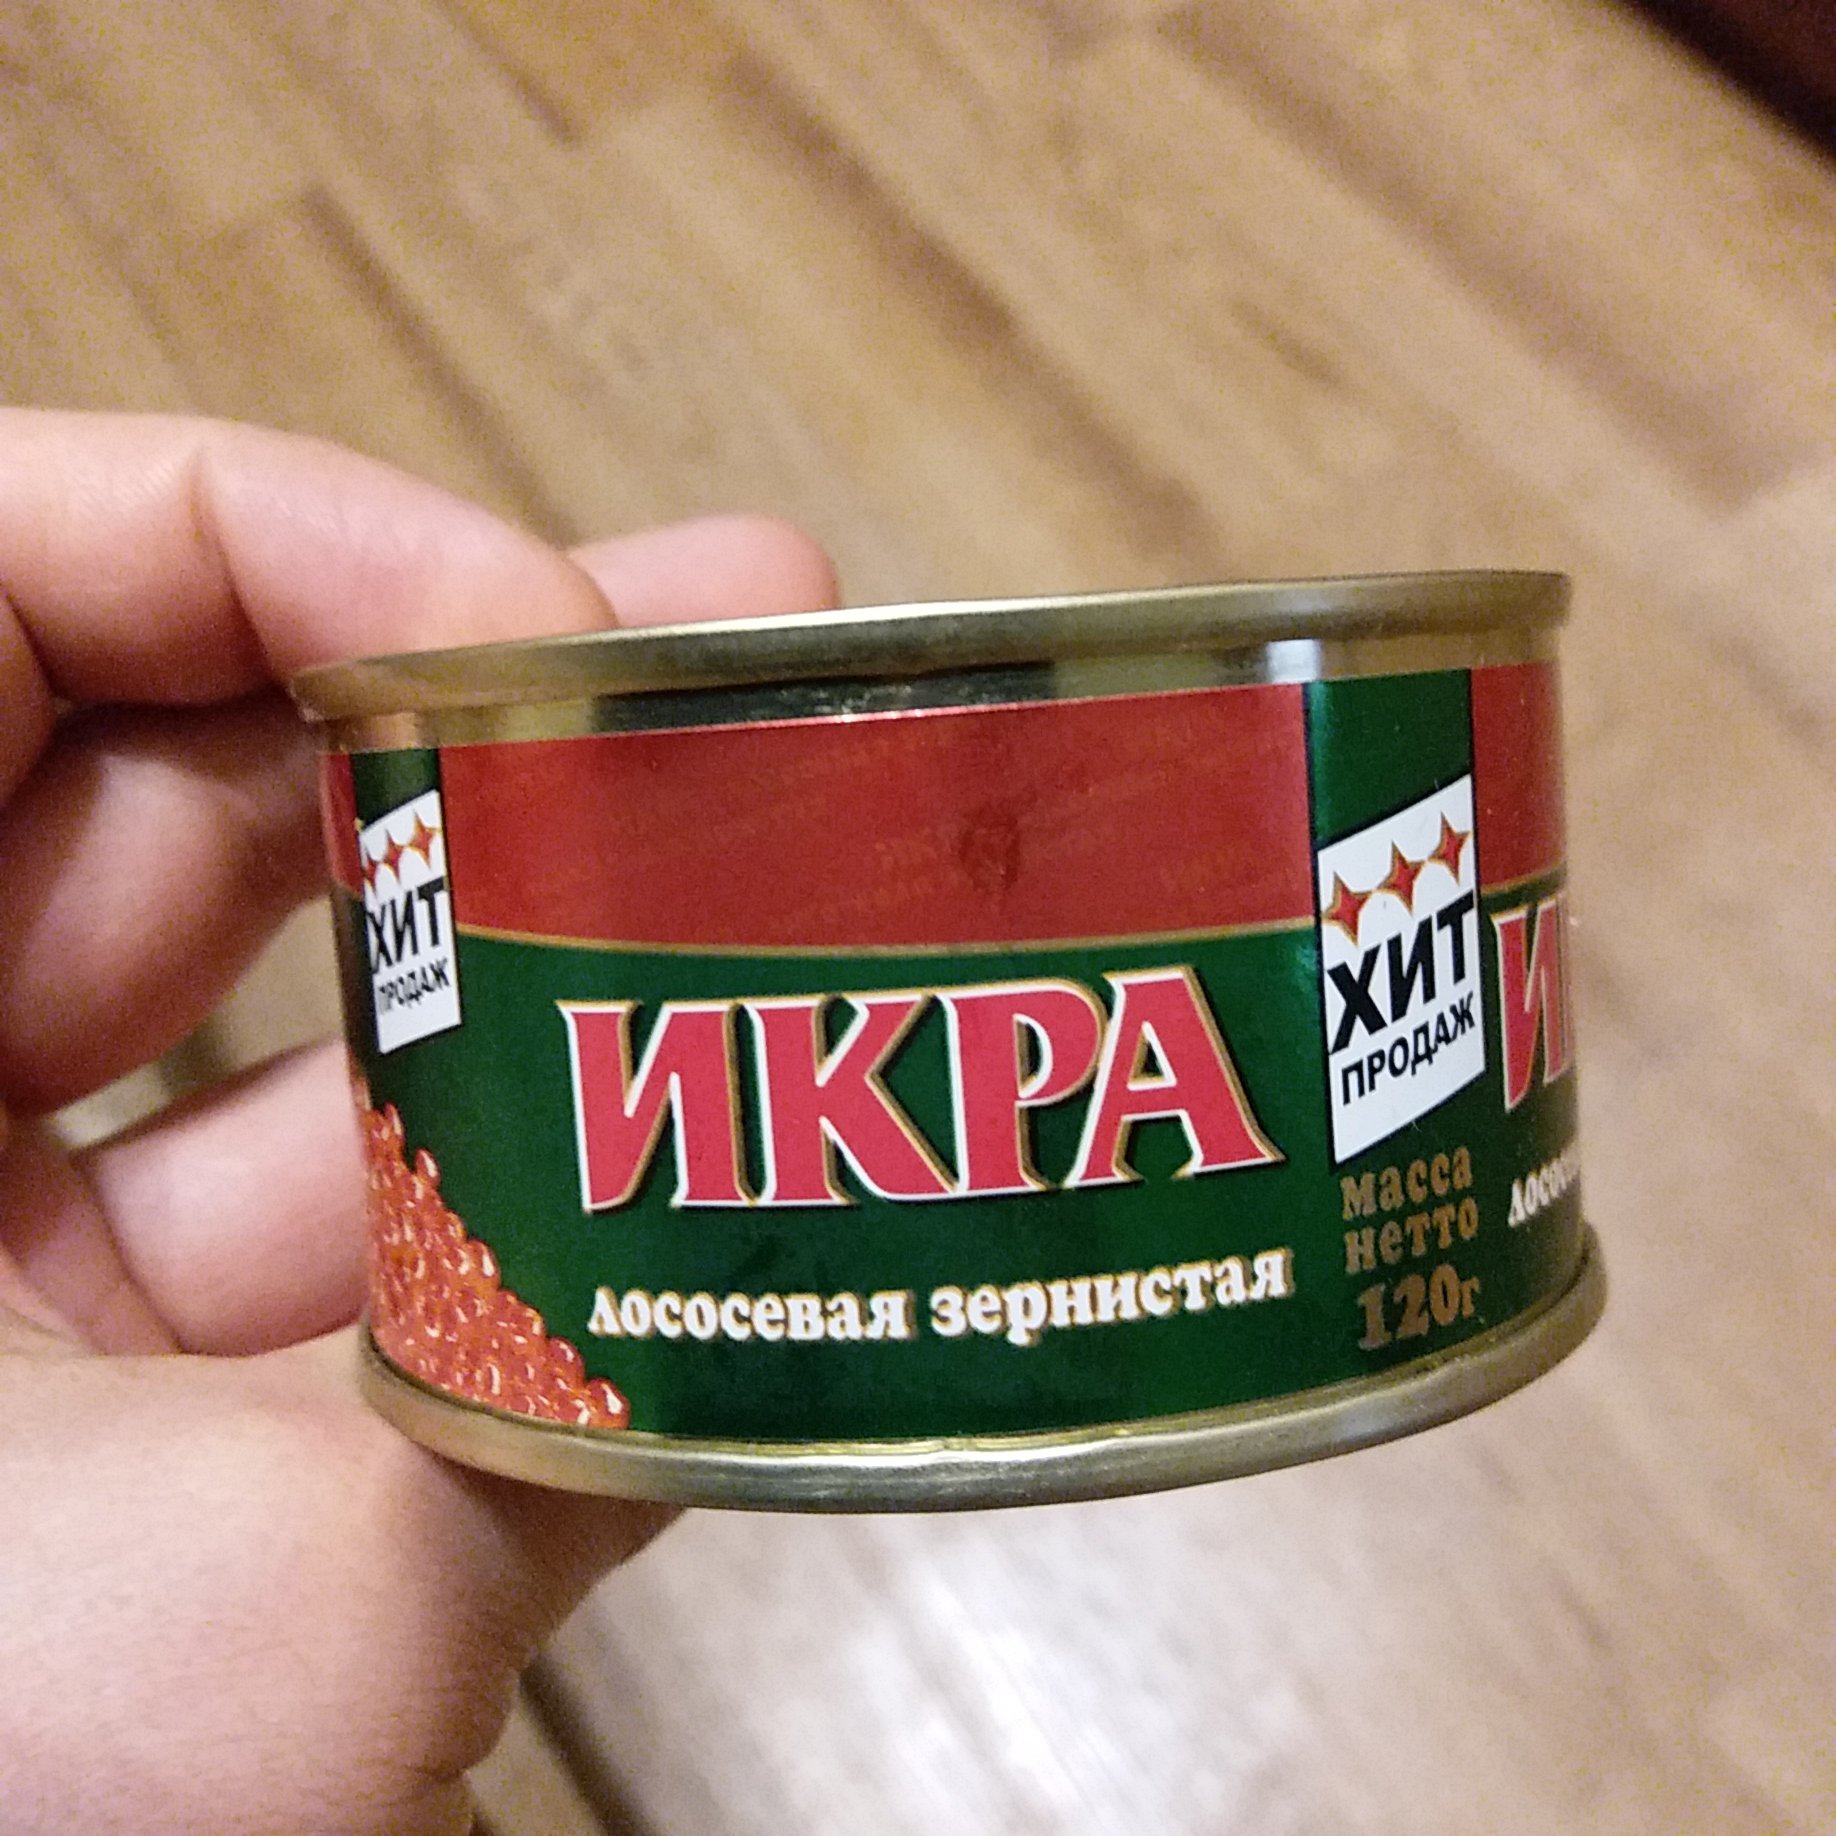 ХИТ
ПРОДАЖ
ИКРА
лососевая зернистая
ХИТ
ПРОДАЖ
масса
нетто
120г